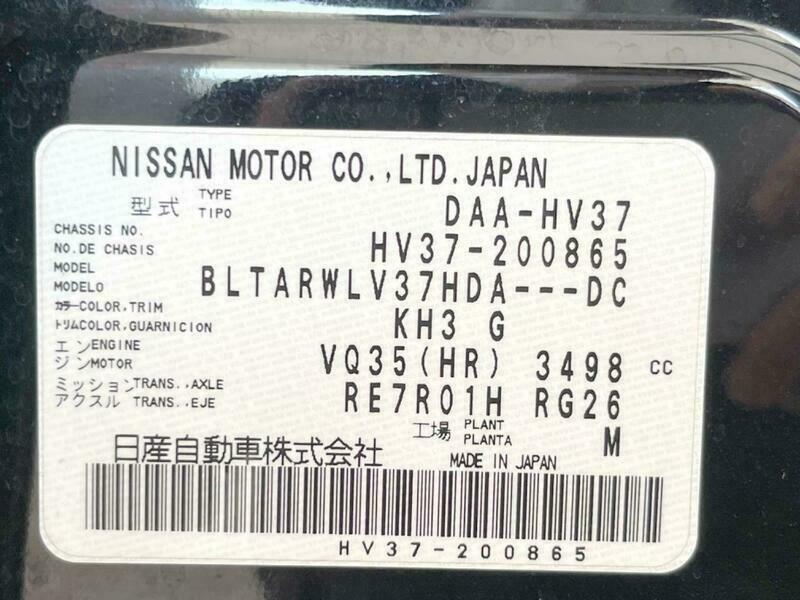 NISSAN MOTOR CO.,LTD.JAPAN
型式 TYPE TIPO DAA-HV37
CHASSIS NO.
NO.DE CHASIS HV37-200865
MODEL
MODELO BLTARWLV37HDA---DC
カラーCOLOR,TRIM
トリムCOLOR,GUARNICION KH3 G
エンENGINE
ジンMOTOR VQ35(HR) 3498 CC
ミッションTRANS.,AXLE
アクスル TRANS.,EJE RE7R01H RG26
工場 PLANT PLANTA M
日産自動車株式会社 MADE IN JAPAN
HV37-200865